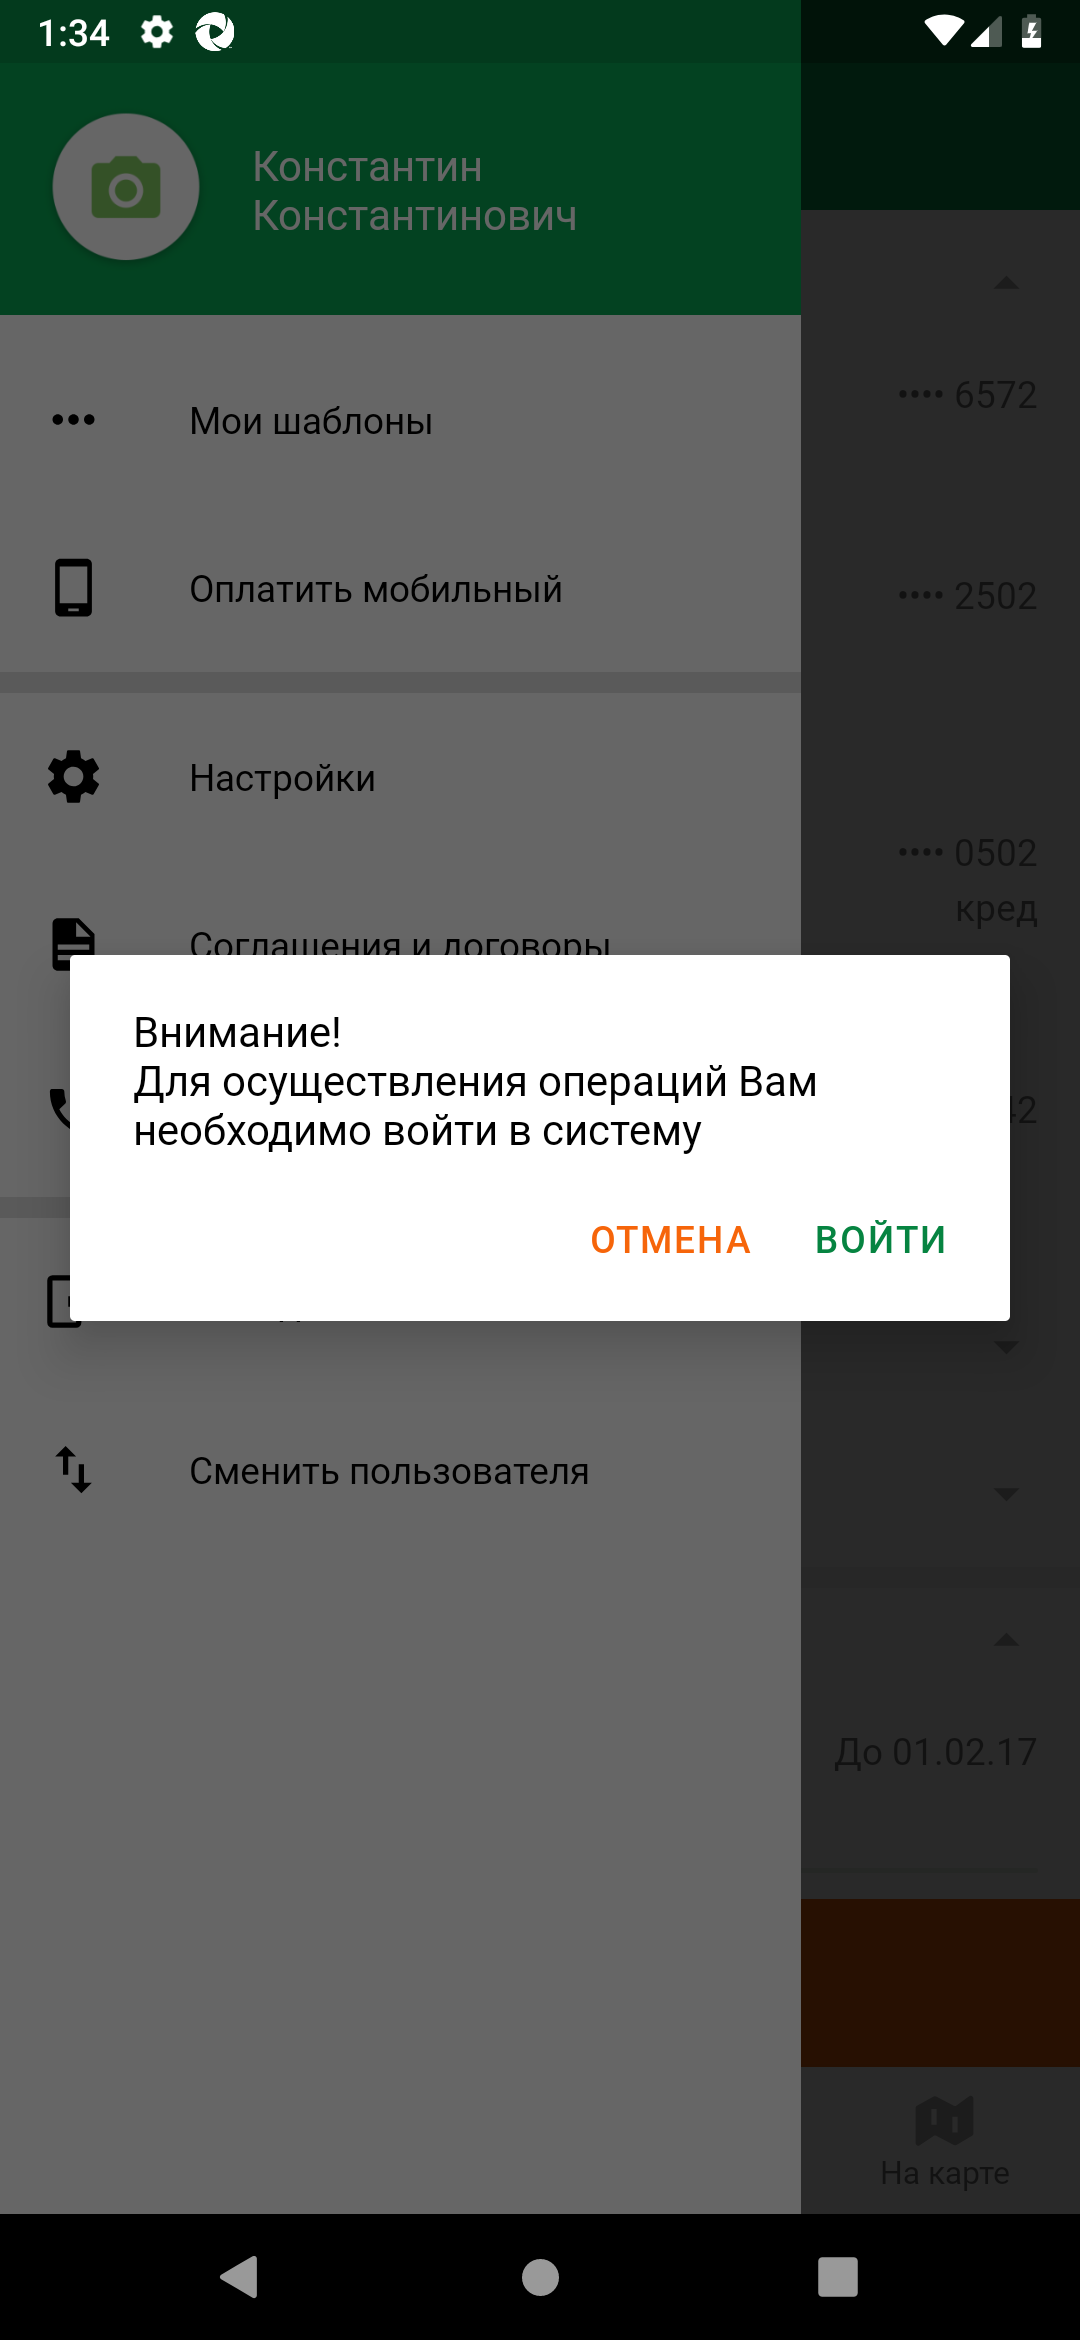 1:34
Константин
Константинович
Мои шаблоны
•••• 6572
Оплатить мобильный
•••• 2502
Настройки
•••• 0502
кред
Соглашения и договоры
Внимание!
Для осуществления операций Вам
необходимо войти в систему
42
ОТМЕНА ВОЙТИ
Сменить пользователя
До 01.02.17
На карте